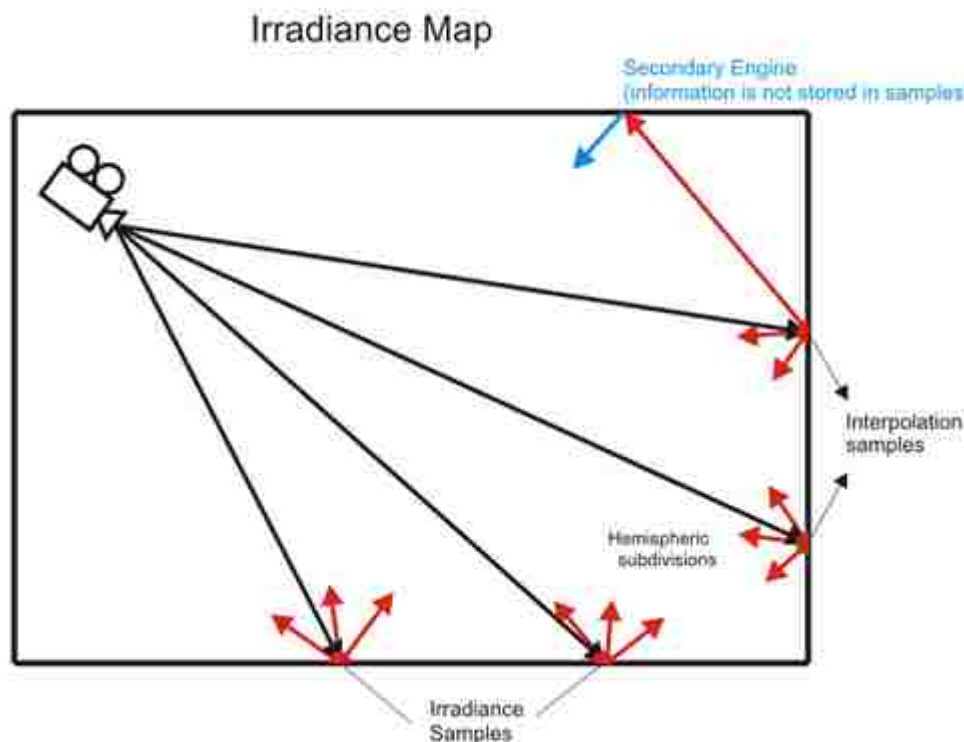 Irradiance Map
Secondary Engine
(information is not stored in samples
Interpolation
samples
Hemispheric
subdivisions
Irradiance
Samples